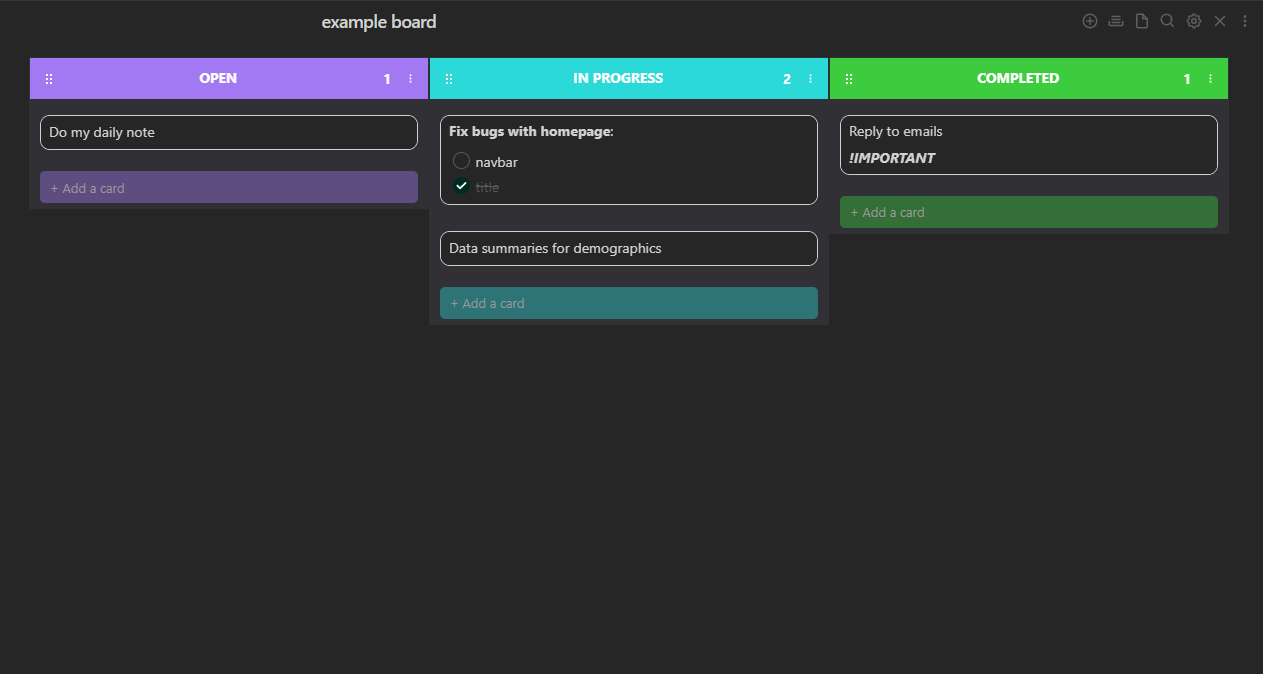 example board
OPEN 1
Do my daily note
+ Add a card
IN PROGRESS 2
Fix bugs with homepage:
navbar
title
Data summaries for demographics
+ Add a card
COMPLETED 1
Reply to emails
!IMPORTANT
+ Add a card